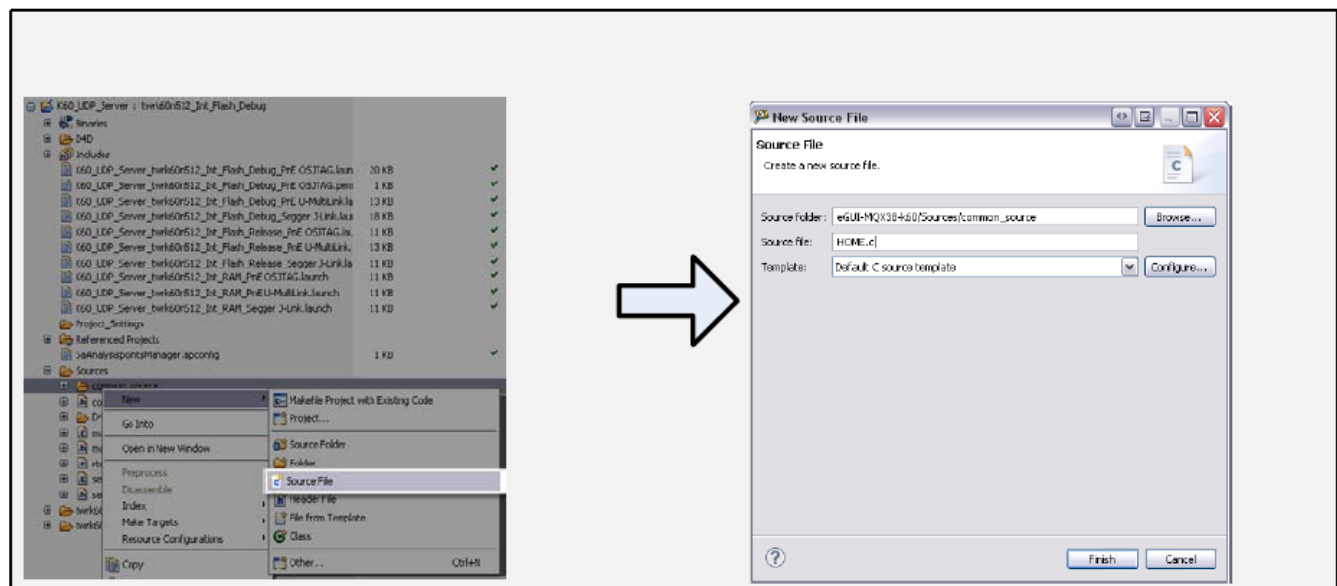 K60_UDP_Server : twrk60n512_Int_Flash_Debug
Binaries
D4D
Includes
K60_UDP_Server_twrk60n512_Int_Flash_Debug_PnE OSJTAG.laun 20 KB
K60_UDP_Server_twrk60n512_Int_Flash_Debug_PnE OSJTAG.pem 1 KB
K60_UDP_Server_twrk60n512_Int_Flash_Debug_PnE U-MultiLink.la 13 KB
K60_UDP_Server_twrk60n512_Int_Flash_Debug_Segger J-Link.lau 18 KB
K60_UDP_Server_twrk60n512_Int_Flash_Release_PnE OSJTAG.la 11 KB
K60_UDP_Server_twrk60n512_Int_Flash_Release_PnE U-MultiLink. 13 KB
K60_UDP_Server_twrk60n512_Int_Flash_Release_Segger J-Link.la 11 KB
K60_UDP_Server_twrk60n512_Int_RAM_PnE OSJTAG.launch 11 KB
K60_UDP_Server_twrk60n512_Int_RAM_PnE U-MultiLink.launch 11 KB
K60_UDP_Server_twrk60n512_Int_RAM_Segger J-Link.launch 11 KB
Project_Settings
Referenced Projects
SaAnalysispointsManager.apconfig 1 KB
Sources
common_source
New
Go Into
Open in New Window
Preprocess
Disassemble
Index
Make Targets
Resource Configurations
Copy
Makefile Project with Existing Code
Project...
Source Folder
Folder
Source File
Header File
File from Template
Class
Other... Ctrl+N
New Source File
Source File
Create a new source file.
Source Folder: eGUI-MQX38-k60/Sources/common_source Browse...
Source file: HOME.c
Template: Default C source template Configure...
Finish Cancel